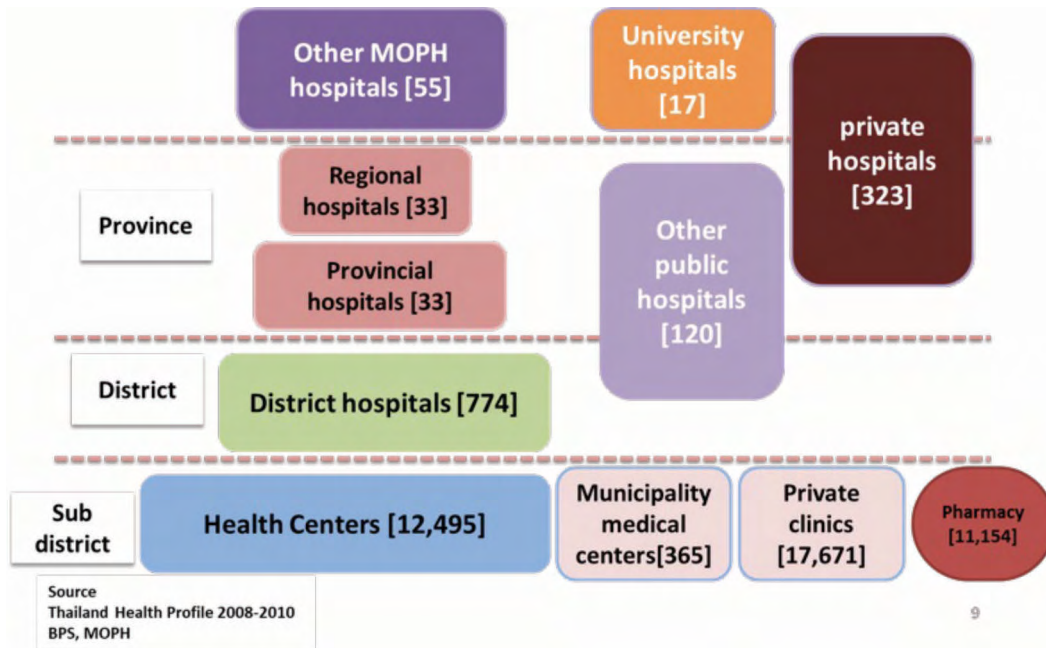 Other MOPH
hospitals [55]
University
hospitals
[17]
private
hospitals
[323]
Province
Regional
hospitals [33]
Provincial
hospitals [33]
Other
public
hospitals
[120]
District
District hospitals [774]
Sub
district
Health Centers [12,495]
Municipality
medical
centers[365]
Private
clinics
[17,671]
Pharmacy
[11,154]
Source
Thailand Health Profile 2008-2010
BPS, MOPH
9